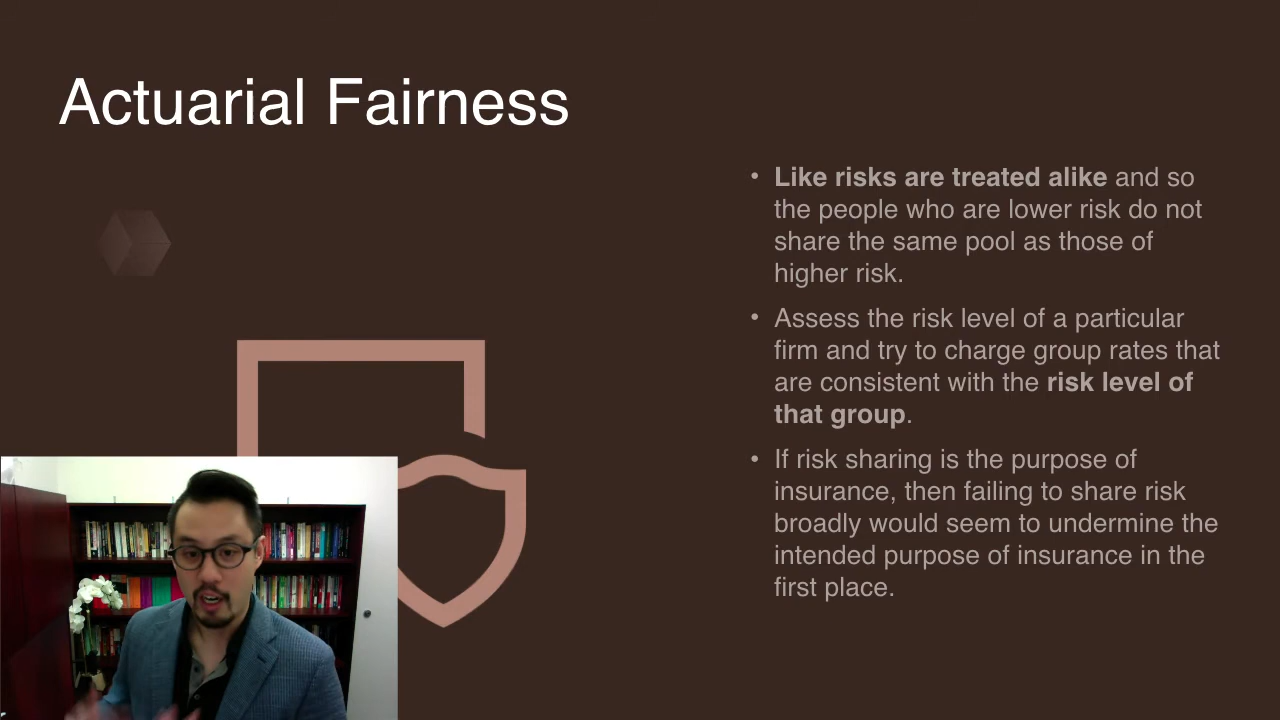 Actuarial Fairness
• Like risks are treated alike and so
the people who are lower risk do not
share the same pool as those of
higher risk.
• Assess the risk level of a particular
firm and try to charge group rates that
are consistent with the risk level of
that group.
• If risk sharing is the purpose of
insurance, then failing to share risk
broadly would seem to undermine the
intended purpose of insurance in the
first place.